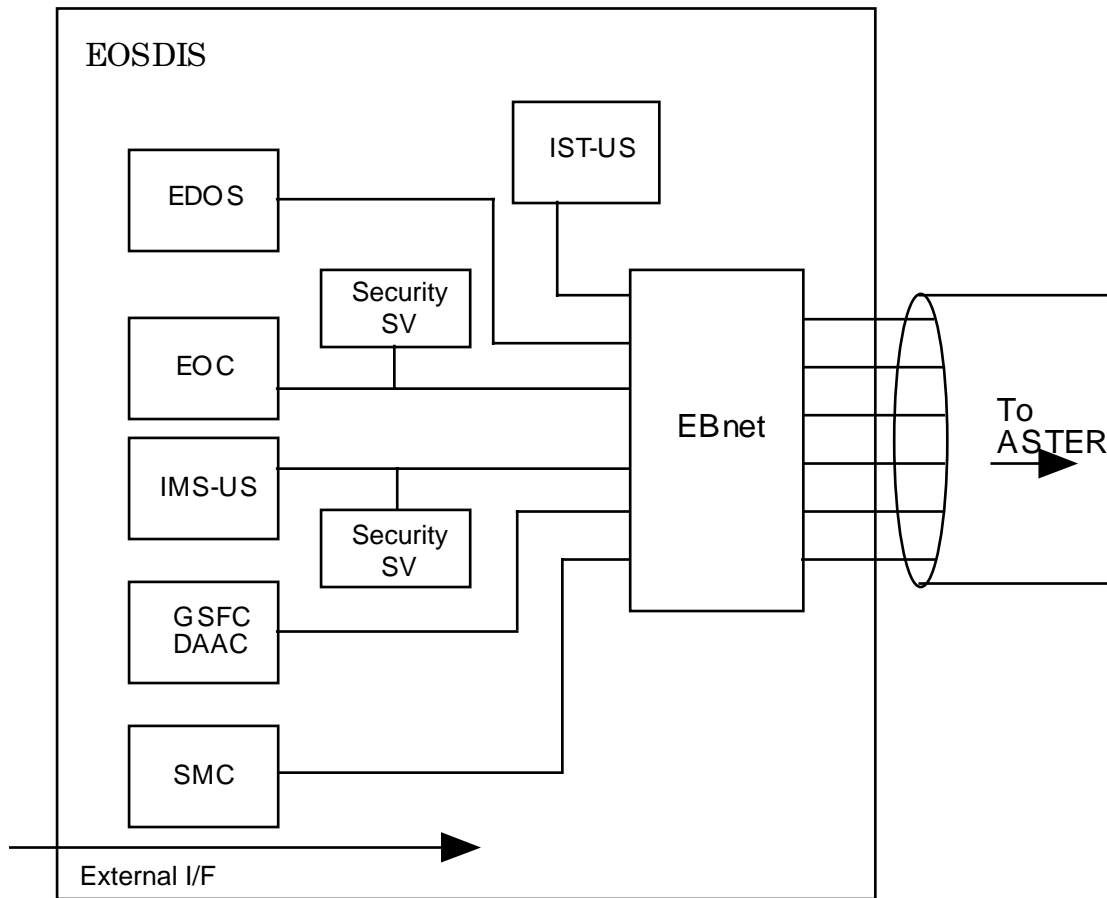 EOSDIS
IST-US
EDOS
Security
SV
EOC
EBnet
To
ASTER
IMS-US
Security
SV
GSFC
DAAC
SMC
External I/F